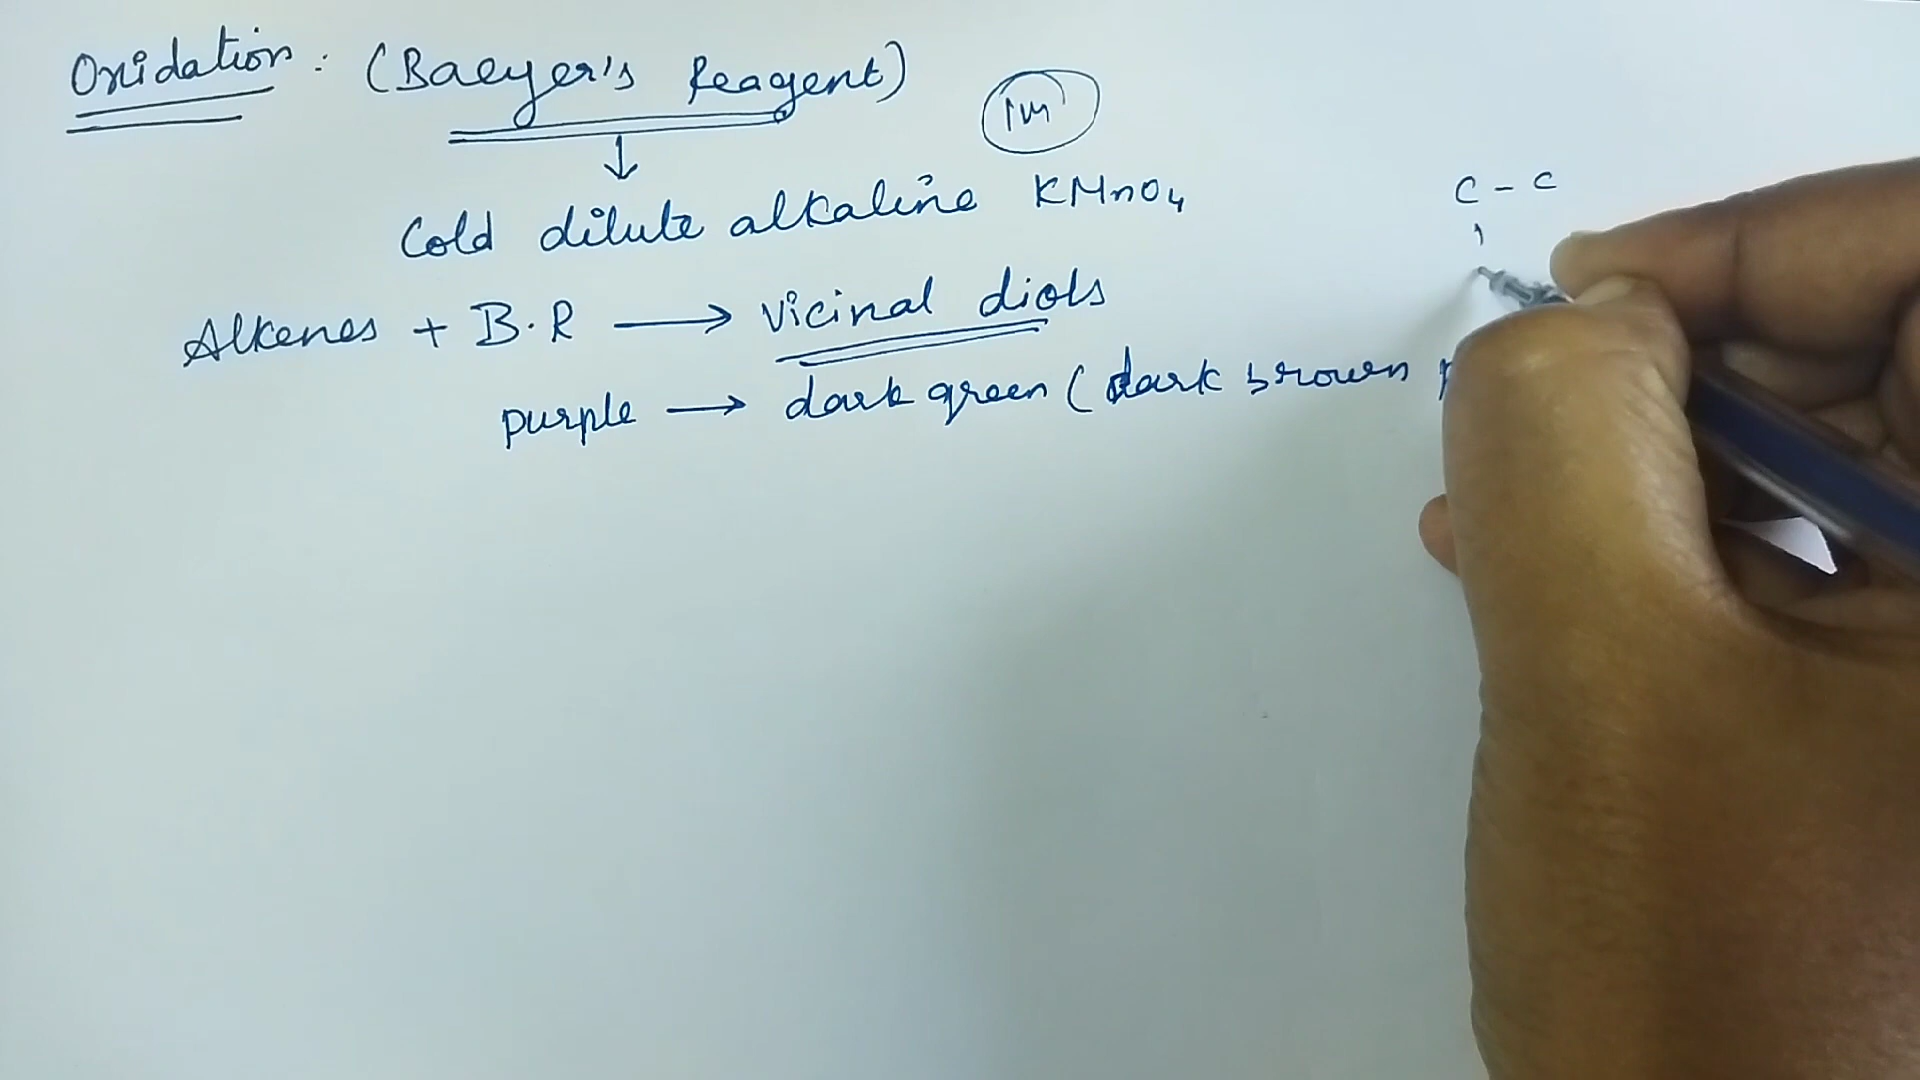 Oxidation : (Baeyer's Reagent)
1M
Cold dilute alkaline KMnO4
C - C
Alkenes + B.R → Vicinal diols
purple → dark green (dark brown